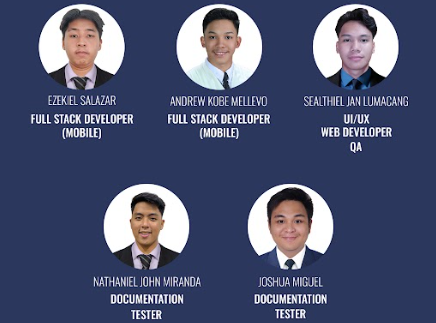 EZEKIEL SALAZAR
FULL STACK DEVELOPER
(MOBILE)
ANDREW KOBE MELLEVO
FULL STACK DEVELOPER
(MOBILE)
SEALTHIEL JAN LUMACANG
UI/UX
WEB DEVELOPER
QA
NATHANIEL JOHN MIRANDA
DOCUMENTATION
TESTER
JOSHUA MIGUEL
DOCUMENTATION
TESTER